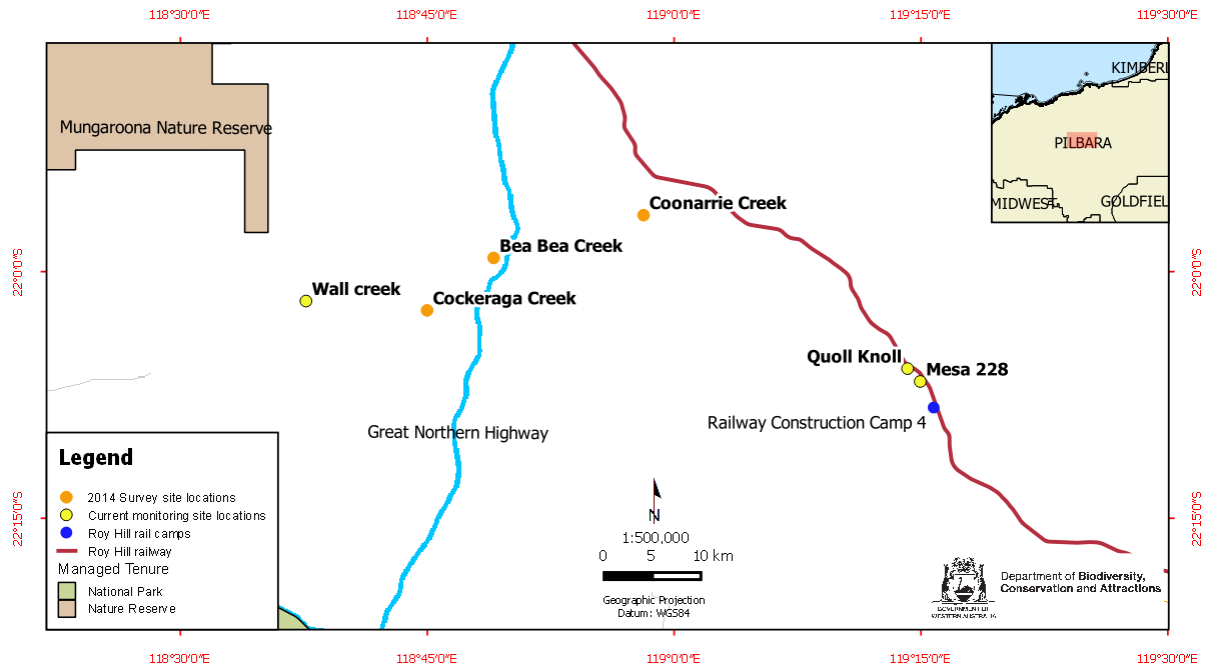 118°30'0"E
118°45'0"E
119°0'0"E
119°15'0"E
119°30'0"E
KIMBERL
PILBARA
MIDWEST
GOLDFIEL
Mungaroona Nature Reserve
Coonarrie Creek
Bea Bea Creek
22°0'0"S
22°0'0"S
Wall creek
Cockeraga Creek
Quoll Knoll
Mesa 228
Railway Construction Camp 4
Great Northern Highway
Legend
2014 Survey site locations
Current monitoring site locations
Roy Hill rail camps
Roy Hill railway
Managed Tenure
National Park
Nature Reserve
22°15'0"S
22°15'0"S
N
1:500,000
0 5 10 km
Geographic Projection
Datum: WGS84
GOVERNMENT OF
WESTERN AUSTRALIA
Department of Biodiversity,
Conservation and Attractions
118°30'0"E
118°45'0"E
119°0'0"E
119°15'0"E
119°30'0"E